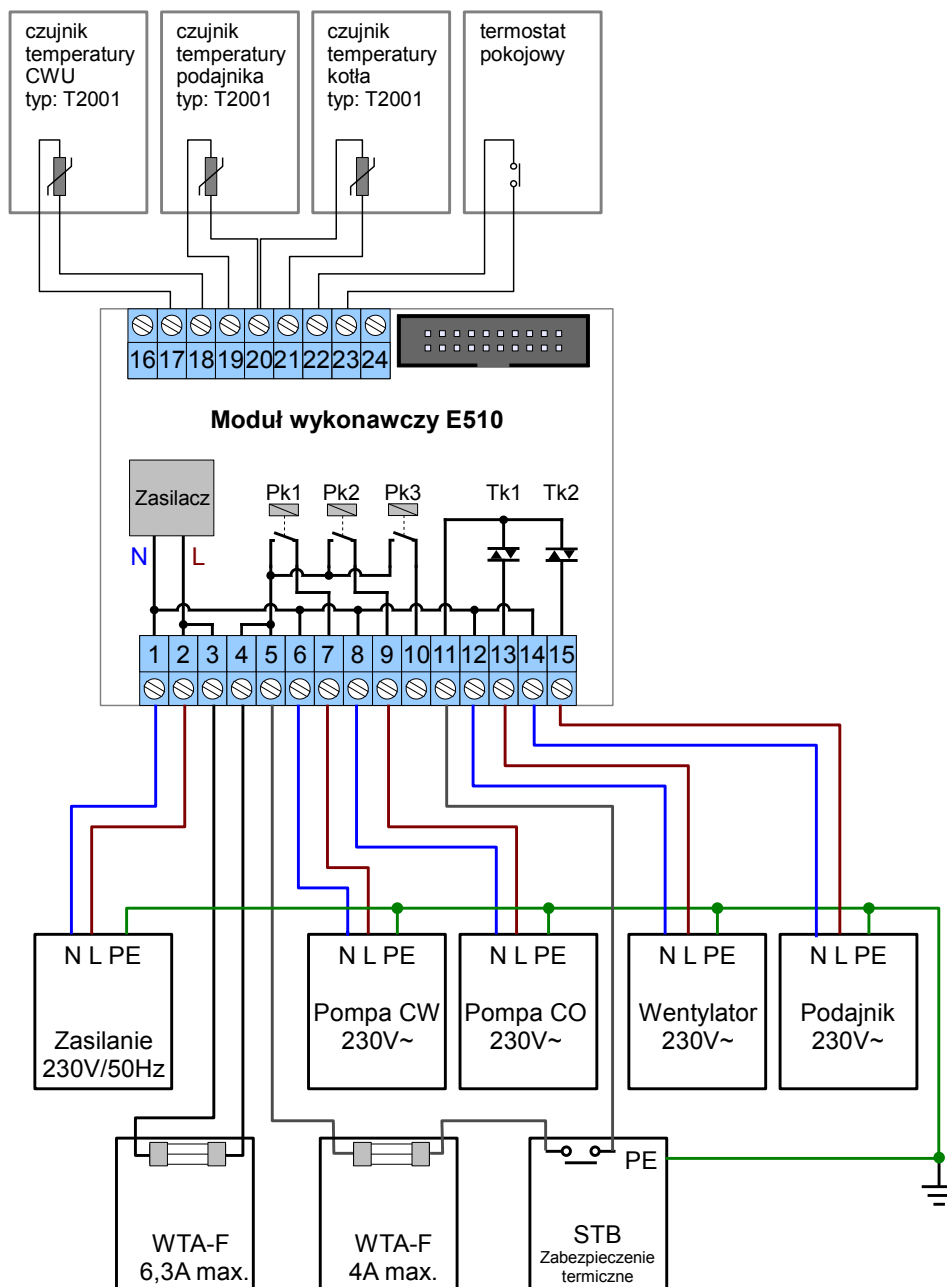 czujnik
temperatury
CWU
typ: T2001
czujnik
temperatury
podajnika
typ: T2001
czujnik
temperatury
kotła
typ: T2001
termostat
pokojowy
16 17 18 19 20 21 22 23 24
Moduł wykonawczy E510
Zasilacz
Pk1 Pk2 Pk3 Tk1 Tk2
N L
1 2 3 4 5 6 7 8 9 10 11 12 13 14 15
N L PE
Zasilanie
230V/50Hz
N L PE
Pompa CW
230V~
N L PE
Pompa CO
230V~
N L PE
Wentylator
230V~
N L PE
Podajnik
230V~
WTA-F
6,3A max.
WTA-F
4A max.
PE
STB
Zabezpieczenie
termiczne